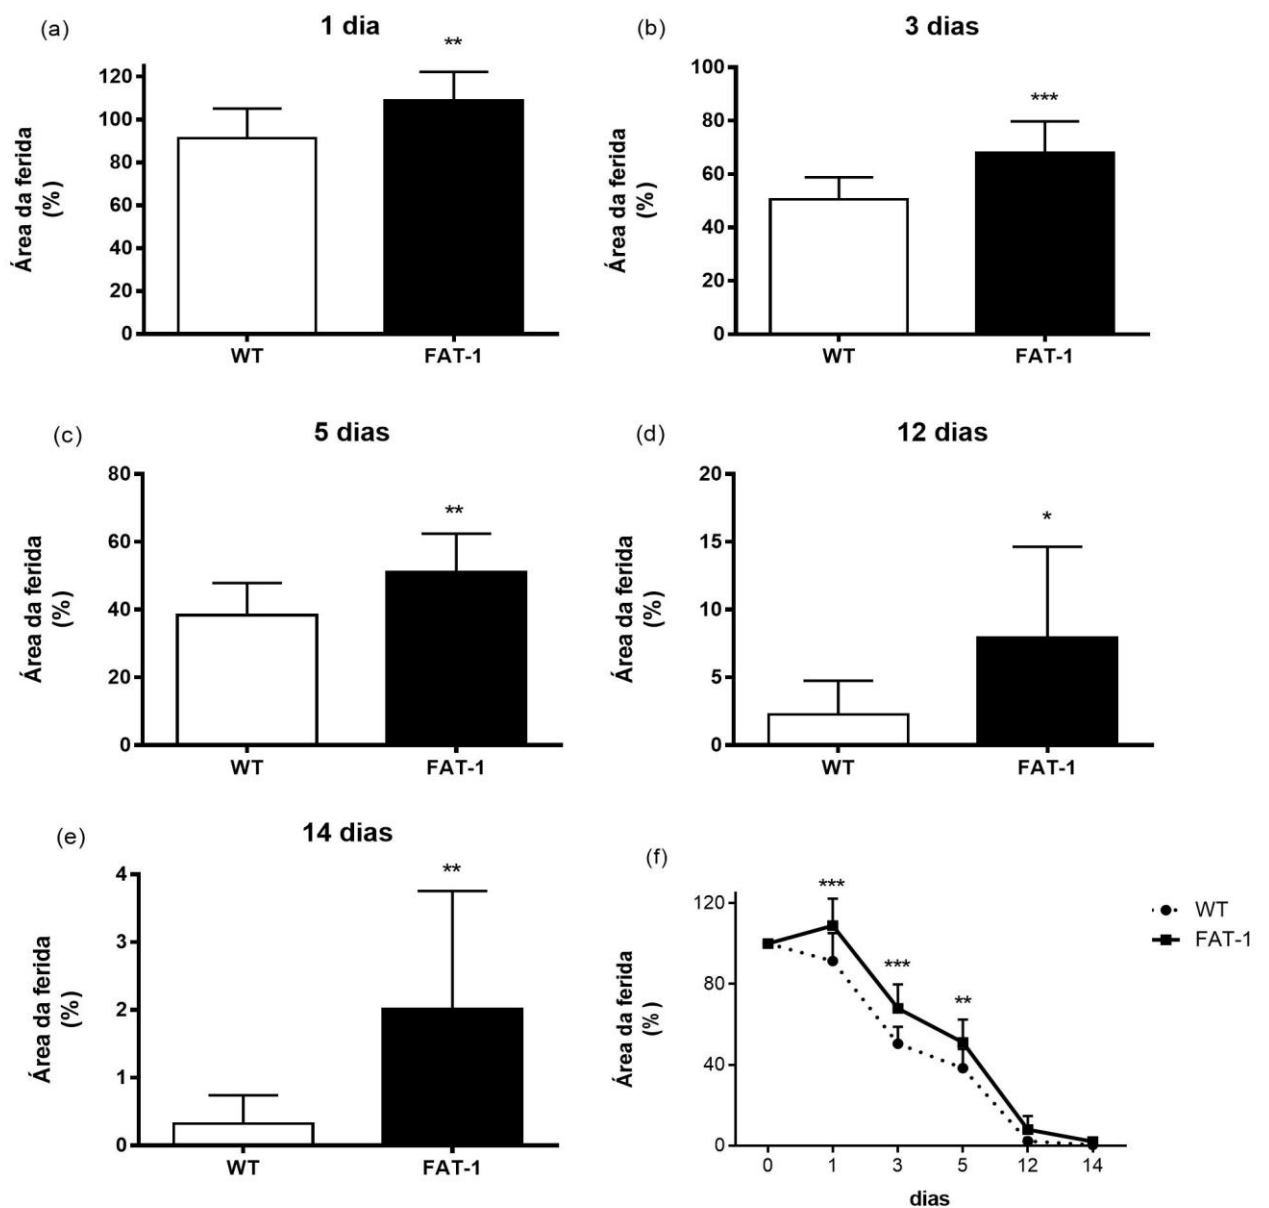 (a)
1 dia
**
Área da ferida
(%)
120
100
80
60
40
20
0
WT
FAT-1
(b)
3 dias
***
Área da ferida
(%)
100
80
60
40
20
0
WT
FAT-1
(c)
5 dias
**
Área da ferida
(%)
80
60
40
20
0
WT
FAT-1
(d)
12 dias
*
Área da ferida
(%)
20
15
10
5
0
WT
FAT-1
(e)
14 dias
**
Área da ferida
(%)
4
3
2
1
0
WT
FAT-1
(f)
***
***
**
Área da ferida
(%)
120
80
40
0
0 1 3 5 12 14
dias
WT
FAT-1